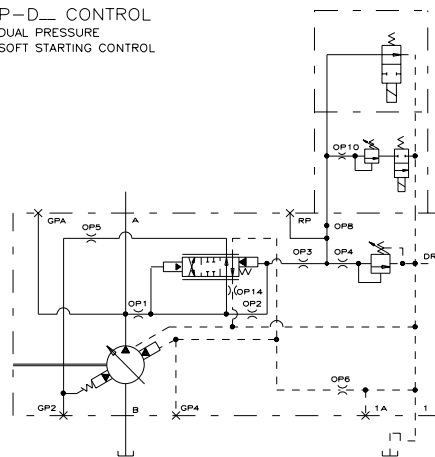 P-D__ CONTROL
DUAL PRESSURE
SOFT STARTING CONTROL
OP10
GPA
A
RP
OP5
OP8
OP3
OP4
DR
OP14
OP1
OP2
OP6
GP2
B
GP4
1A
1